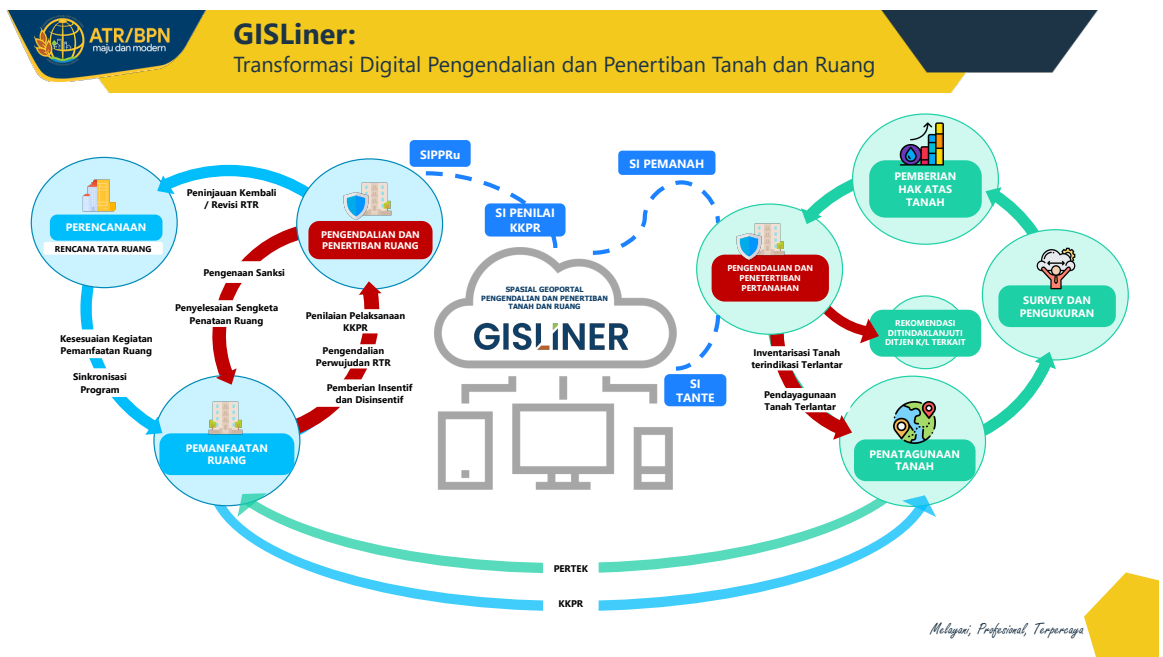 ATR/BPN
maju dan modern
GISLiner:
Transformasi Digital Pengendalian dan Penertiban Tanah dan Ruang
SIPPRu
SI PEMANAH
SI PENILAI
KKPR
PERENCANAAN
RENCANA TATA RUANG
Peninjauan Kembali
/ Revisi RTR
PENGENDALIAN DAN
PENERTIBAN RUANG
Pengenaan Sanksi
Penyelesaian Sengketa
Penataan Ruang
Penilaian Pelaksanaan
KKPR
Pengendalian
Perwujudan RTR
Pemberian Insentif
dan Disinsentif
Kesesuaian Kegiatan
Pemanfaatan Ruang
Sinkronisasi
Program
PEMANFAATAN
RUANG
SPASIAL GEOPORTAL
PENGENDALIAN DAN PENERTIBAN
TANAH DAN RUANG
GISLINER
SI
TANTE
PENGENDALIAN DAN
PENETERTIBAN
PERTANAHAN
PEMBERIAN
HAK ATAS
TANAH
SURVEY DAN
PENGUKURAN
REKOMENDASI
DITINDAKLANJUTI
DITJEN K/L TERKAIT
Inventarisasi Tanah
terindikasi Terlantar
Pendayagunaan
Tanah Terlantar
PENATAGUNAAN
TANAH
PERTEK
KKPR
Melayani, Profesional, Terpercaya